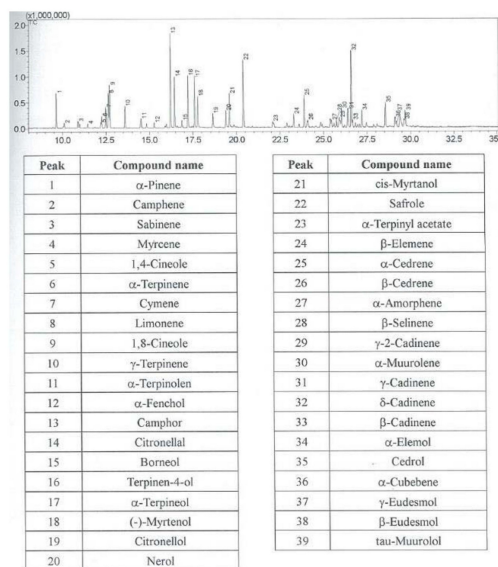 (x1,000,000)
2.0
1.5
1.0
0.5
0.0
10.0 12.5 15.0 17.5 20.0 22.5 25.0 27.5 30.0 32.5 35.0
Peak Compound name
1 α-Pinene
2 Camphene
3 Sabinene
4 Myrcene
5 1,4-Cineole
6 α-Terpinene
7 Cymene
8 Limonene
9 1,8-Cineole
10 γ-Terpinene
11 α-Terpinolen
12 α-Fenchol
13 Camphor
14 Citronellal
15 Borneol
16 Terpinen-4-ol
17 α-Terpineol
18 (-)-Myrtenol
19 Citronellol
20 Nerol
Peak Compound name
21 cis-Myrtanol
22 Safrole
23 α-Terpinyl acetate
24 β-Elemene
25 α-Cedrene
26 β-Cedrene
27 α-Amorphene
28 β-Selinene
29 γ-2-Cadinene
30 α-Muurolene
31 γ-Cadinene
32 δ-Cadinene
33 β-Cadinene
34 α-Elemol
35 Cedrol
36 α-Cubebene
37 γ-Eudesmol
38 β-Eudesmol
39 tau-Muurolol